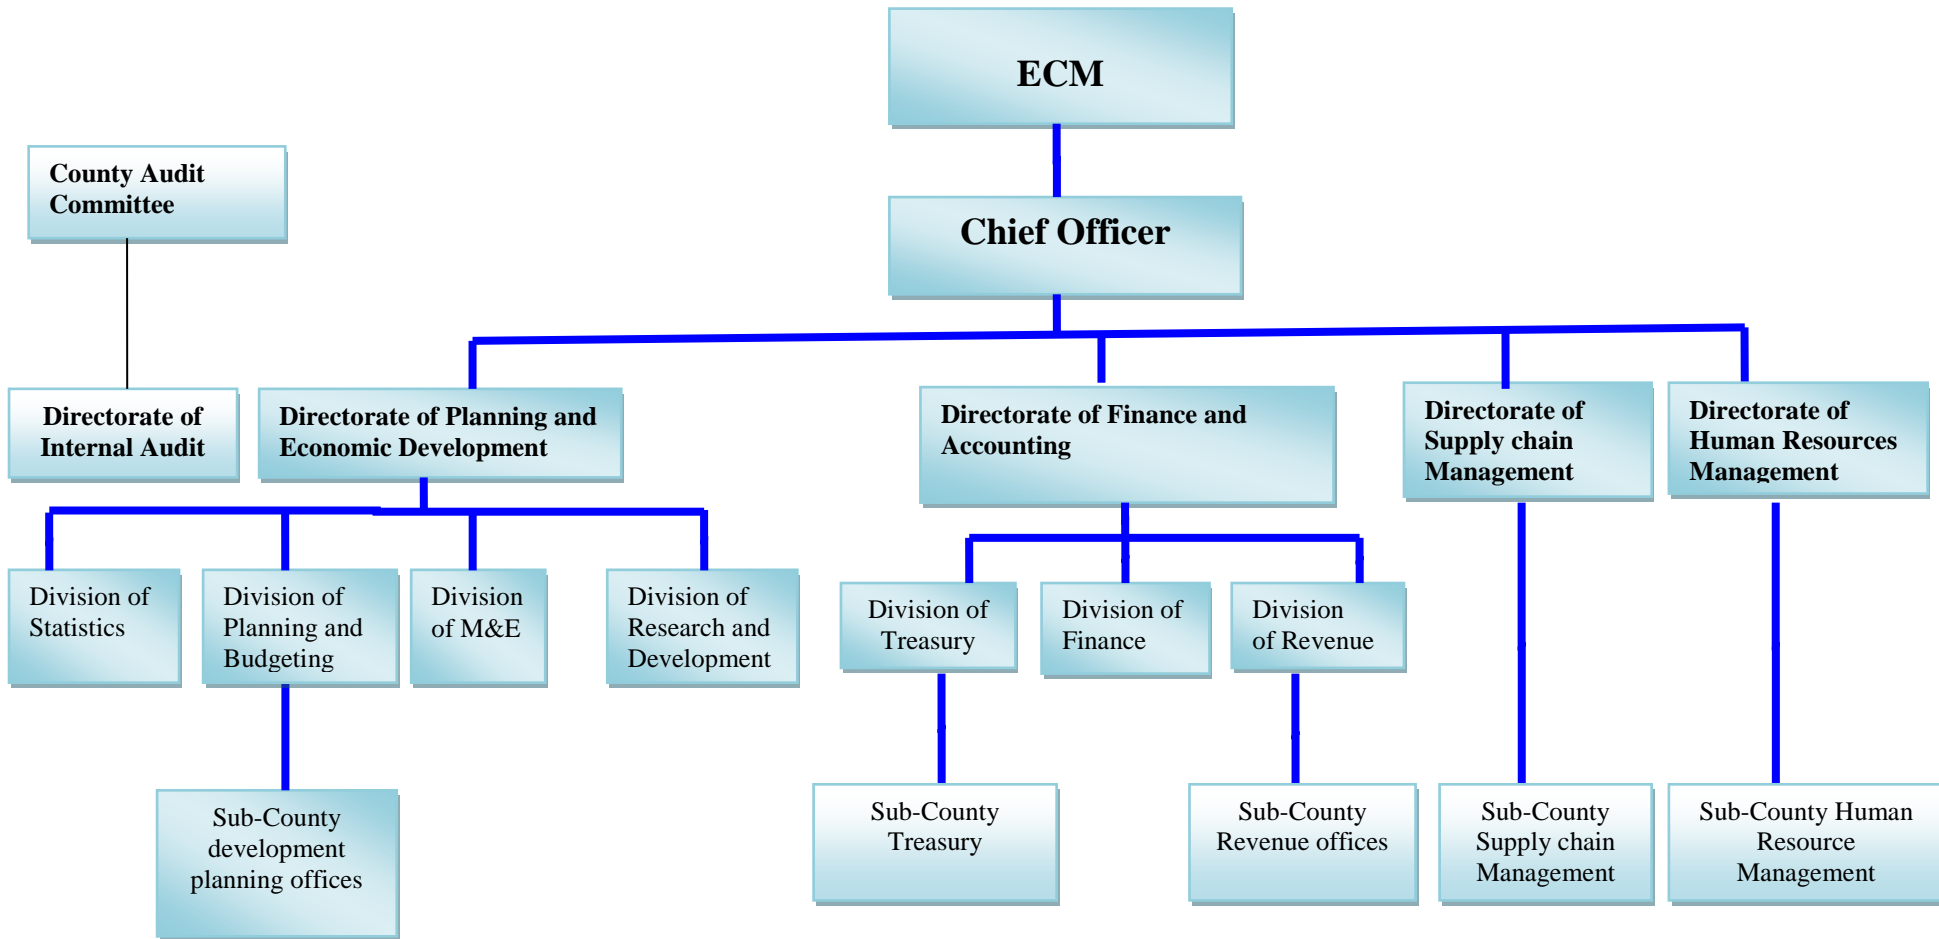 ECM
County Audit
Committee
Chief Officer
Directorate of
Internal Audit
Directorate of Planning and
Economic Development
Directorate of Finance and
Accounting
Directorate of
Supply chain
Management
Directorate of
Human Resources
Management
Division of
Statistics
Division of
Planning and
Budgeting
Division
of M&E
Division of
Research and
Development
Division of
Treasury
Division of
Finance
Division
of Revenue
Sub-County
development
planning offices
Sub-County
Treasury
Sub-County
Revenue offices
Sub-County
Supply chain
Management
Sub-County Human
Resource
Management